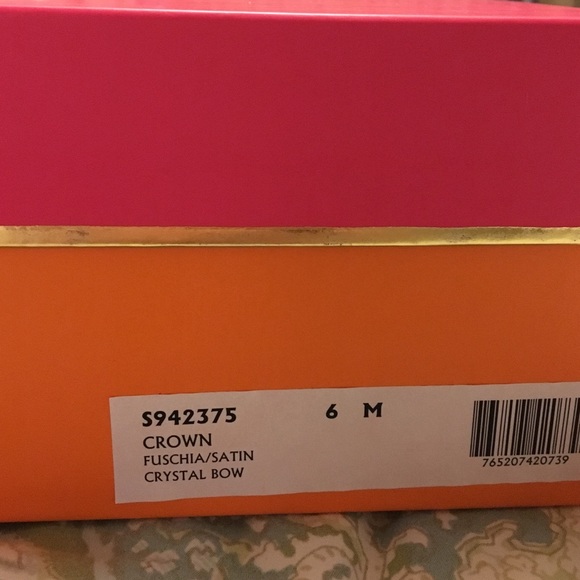 S942375 6 M
CROWN
FUSCHIA/SATIN
CRYSTAL BOW
765207420739